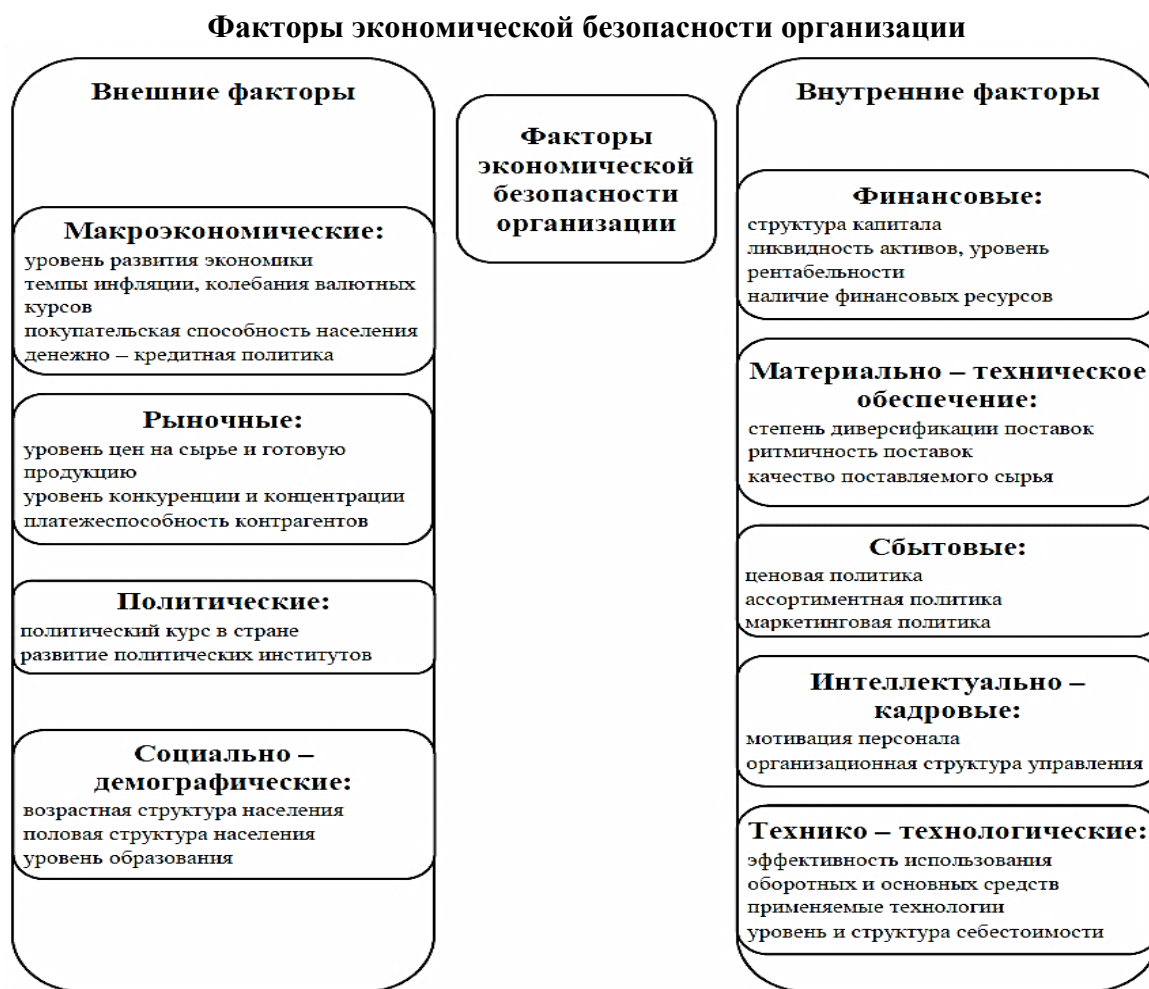 Факторы экономической безопасности организации
Внешние факторы
Макроэкономические:
уровень развития экономики
темпы инфляции, колебания валютных
курсов
покупательская способность населения
денежно – кредитная политика
Рыночные:
уровень цен на сырье и готовую
продукцию
уровень конкуренции и концентрации
платежеспособность контрагентов
Политические:
политический курс в стране
развитие политических институтов
Социально –
демографические:
возрастная структура населения
половая структура населения
уровень образования
Факторы
экономической
безопасности
организации
Внутренние факторы
Финансовые:
структура капитала
ликвидность активов, уровень
рентабельности
наличие финансовых ресурсов
Материально – техническое
обеспечение:
степень диверсификации поставок
ритмичность поставок
качество поставляемого сырья
Сбытовые:
ценовая политика
ассортиментная политика
маркетинговая политика
Интеллектуально –
кадровые:
мотивация персонала
организационная структура управления
Технико – технологические:
эффективность использования
оборотных и основных средств
применяемые технологии
уровень и структура себестоимости